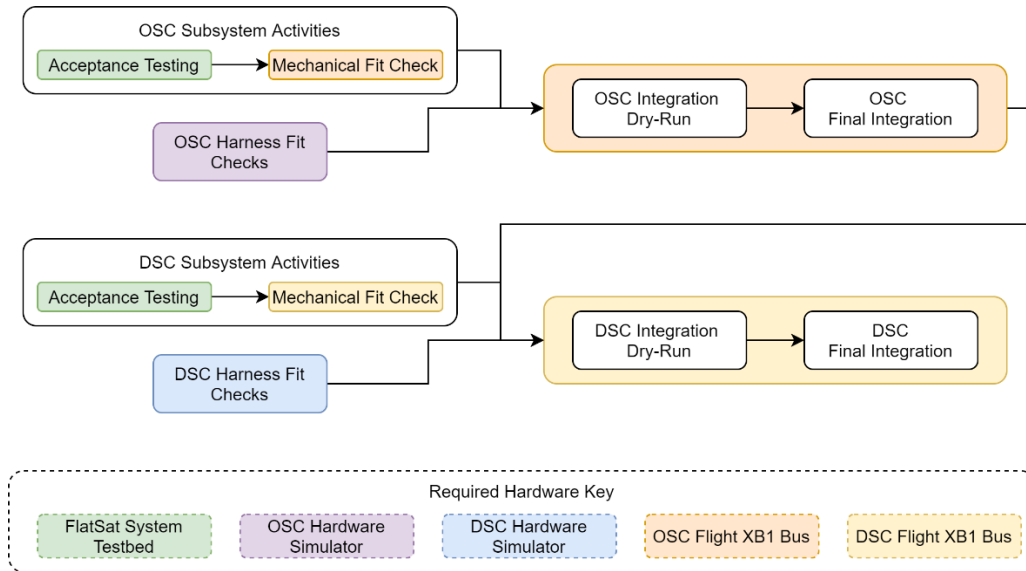 OSC Subsystem Activities
Acceptance Testing
Mechanical Fit Check
OSC Harness Fit
Checks
OSC Integration
Dry-Run
OSC
Final Integration
DSC Subsystem Activities
Acceptance Testing
Mechanical Fit Check
DSC Harness Fit
Checks
DSC Integration
Dry-Run
DSC
Final Integration
Required Hardware Key
FlatSat System
Testbed
OSC Hardware
Simulator
DSC Hardware
Simulator
OSC Flight XB1 Bus
DSC Flight XB1 Bus